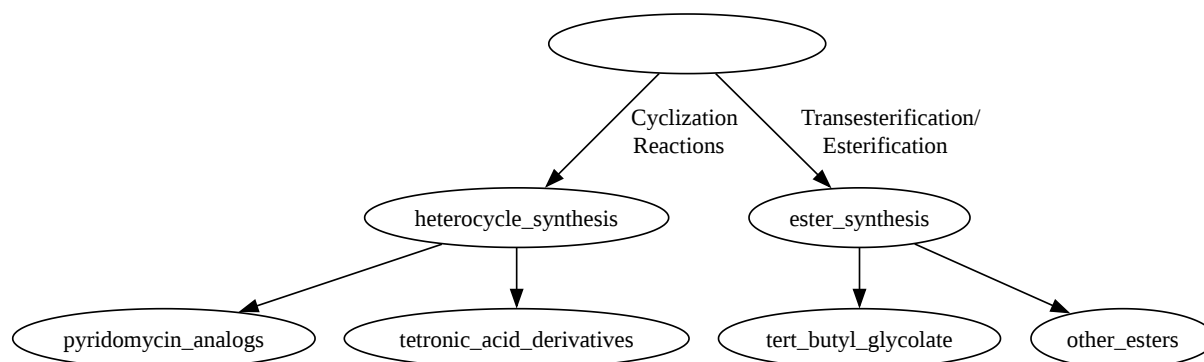 Cyclization
Reactions
Transesterification/
Esterification
heterocycle_synthesis
ester_synthesis
pyridomycin_analogs
tetronic_acid_derivatives
tert_butyl_glycolate
other_esters